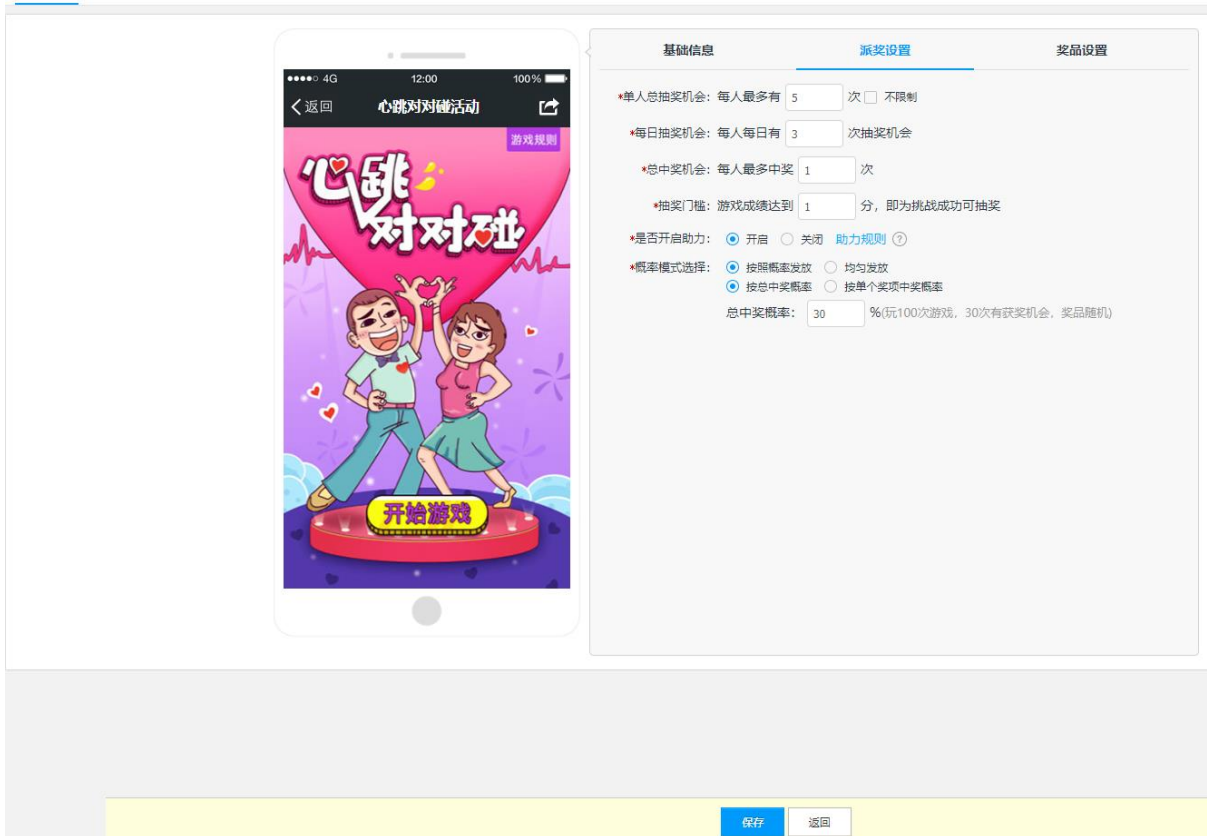 4G 12:00 100%
返回 心跳对对碰活动
游戏规则
心跳
对对碰
开始游戏
基础信息 派奖设置 奖品设置
*单人总抽奖机会: 每人最多有 5 次 不限制
*每日抽奖机会: 每人每日有 3 次抽奖机会
*总中奖机会: 每人最多中奖 1 次
*抽奖门槛: 游戏成绩达到 1 分，即为挑战成功可抽奖
*是否开启助力: 开启 关闭 助力规则 ?
*概率模式选择: 按照概率发放 均匀发放
按总中奖概率 按单个奖项中奖概率
总中奖概率: 30 %(玩100次游戏，30次有获奖机会，奖品随机)
保存 返回